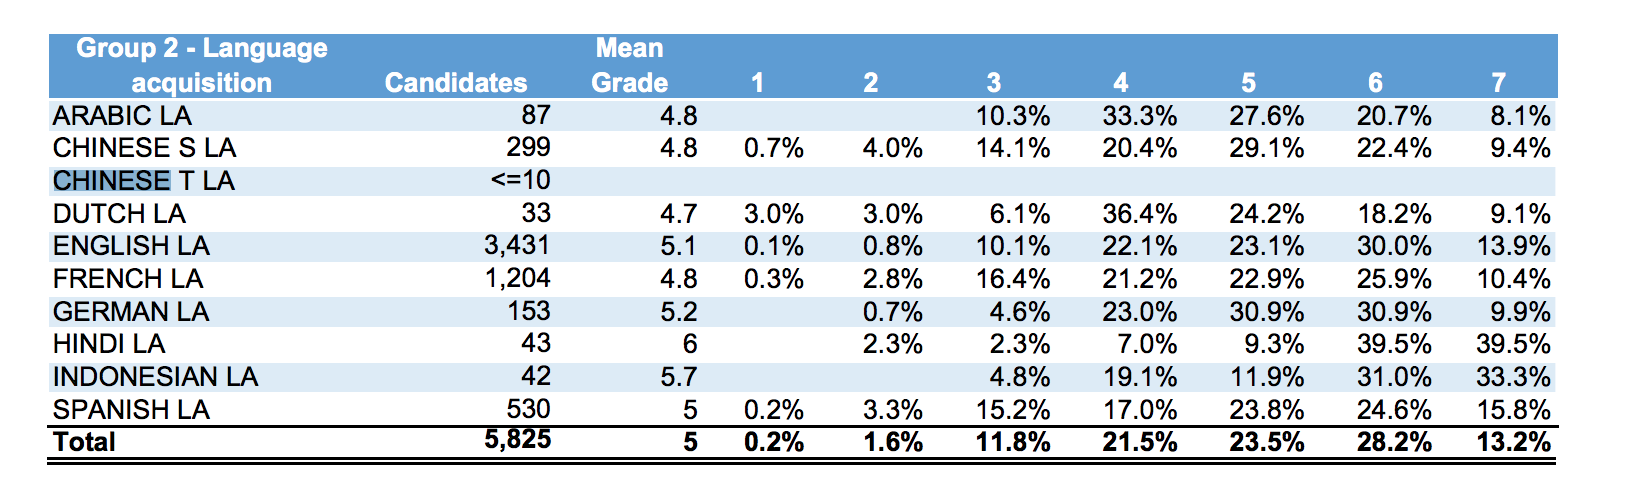 Group 2 - Language acquisition Candidates Mean Grade 1 2 3 4 5 6 7
ARABIC LA 87 4.8 10.3% 33.3% 27.6% 20.7% 8.1%
CHINESE S LA 299 4.8 0.7% 4.0% 14.1% 20.4% 29.1% 22.4% 9.4%
CHINESE T LA <=10
DUTCH LA 33 4.7 3.0% 3.0% 6.1% 36.4% 24.2% 18.2% 9.1%
ENGLISH LA 3,431 5.1 0.1% 0.8% 10.1% 22.1% 23.1% 30.0% 13.9%
FRENCH LA 1,204 4.8 0.3% 2.8% 16.4% 21.2% 22.9% 25.9% 10.4%
GERMAN LA 153 5.2 0.7% 4.6% 23.0% 30.9% 30.9% 9.9%
HINDI LA 43 6 2.3% 2.3% 7.0% 9.3% 39.5% 39.5%
INDONESIAN LA 42 5.7 4.8% 19.1% 11.9% 31.0% 33.3%
SPANISH LA 530 5 0.2% 3.3% 15.2% 17.0% 23.8% 24.6% 15.8%
Total 5,825 5 0.2% 1.6% 11.8% 21.5% 23.5% 28.2% 13.2%